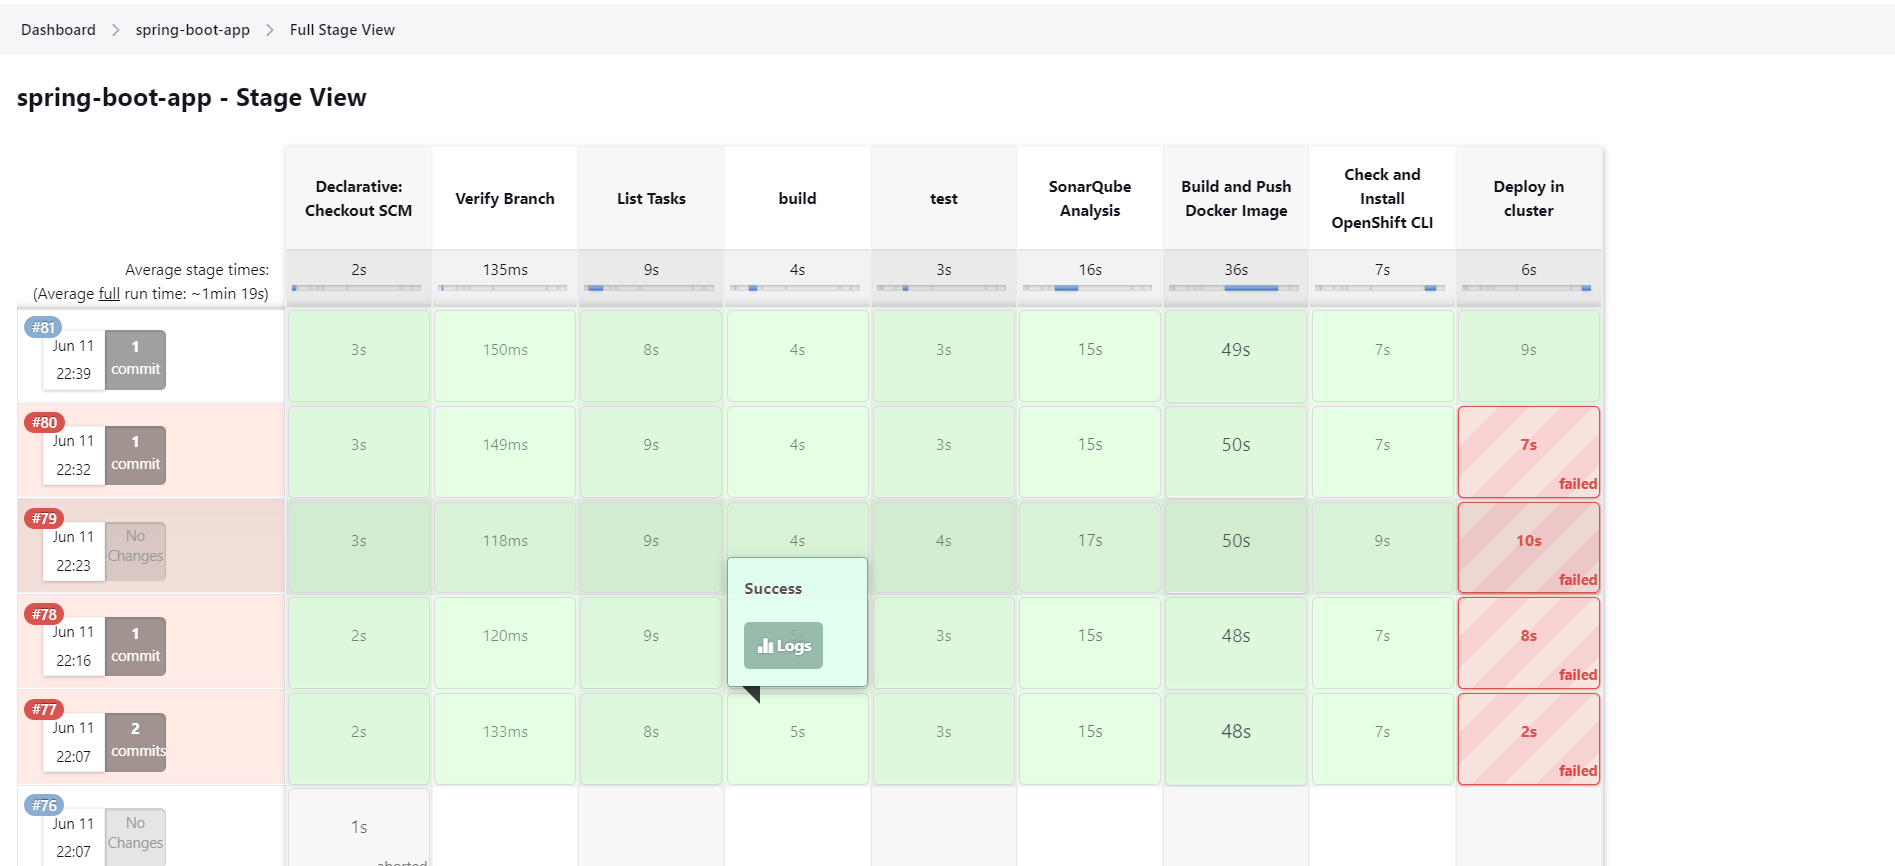 Dashboard > spring-boot-app > Full Stage View
spring-boot-app - Stage View
Declarative: Checkout SCM
Verify Branch
List Tasks
build
test
SonarQube Analysis
Build and Push Docker Image
Check and Install OpenShift CLI
Deploy in cluster
Average stage times:
(Average full run time: ~1min 19s)
2s 135ms 9s 4s 3s 16s 36s 7s 6s
#81
Jun 11 1
22:39 commit
3s 150ms 8s 4s 3s 15s 49s 7s 9s
#80
Jun 11 1
22:32 commit
3s 149ms 9s 4s 3s 15s 50s 7s 7s
failed
#79
Jun 11 No
22:23 Changes
3s 118ms 9s 4s 4s 17s 50s 9s 10s
failed
Success
Logs
#78
Jun 11 1
22:16 commit
2s 120ms 9s 5s 3s 15s 48s 7s 8s
failed
#77
Jun 11 2
22:07 commits
2s 133ms 8s 5s 3s 15s 48s 7s 2s
failed
#76
Jun 11 No
22:07 Changes
1s
aborted